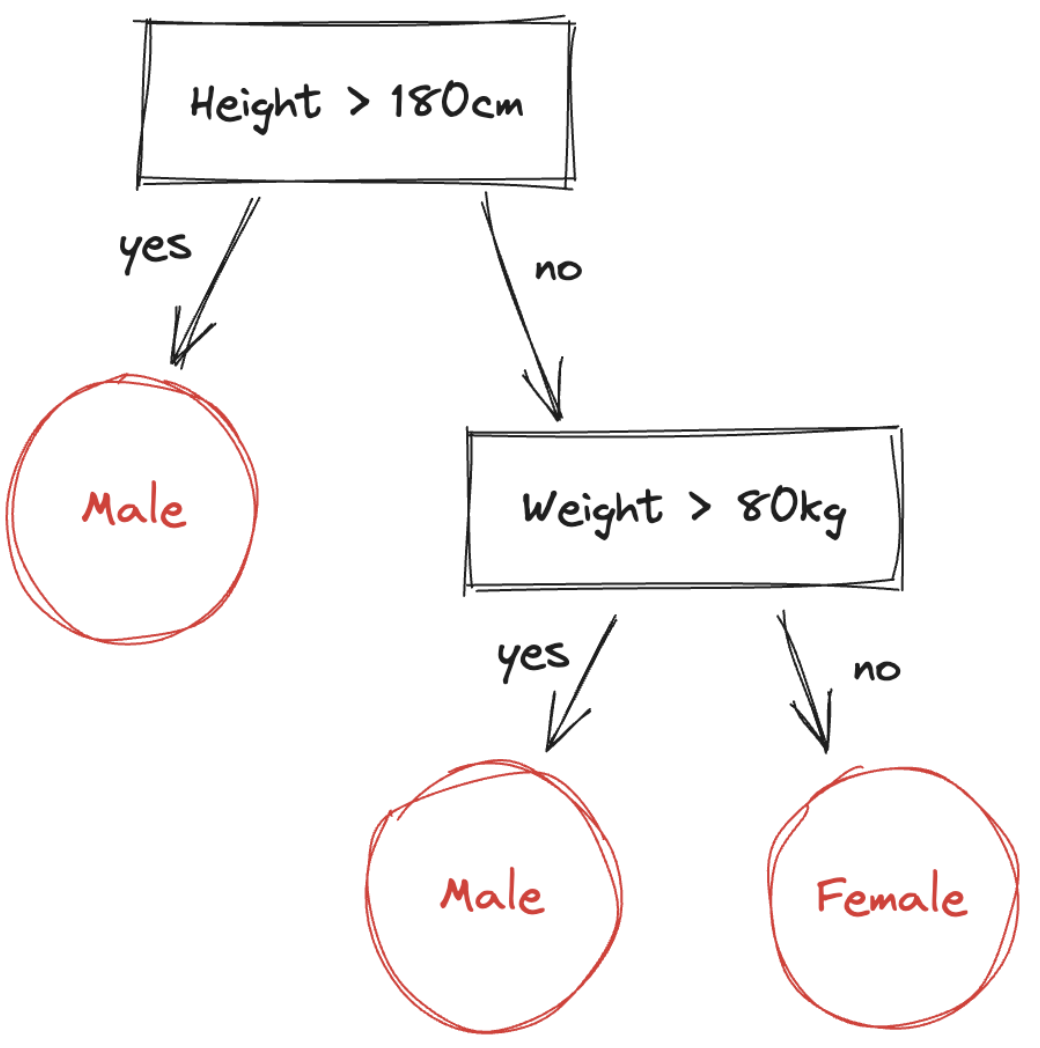 Height > 180cm
yes
no
Male
Weight > 80kg
yes
no
Male
Female